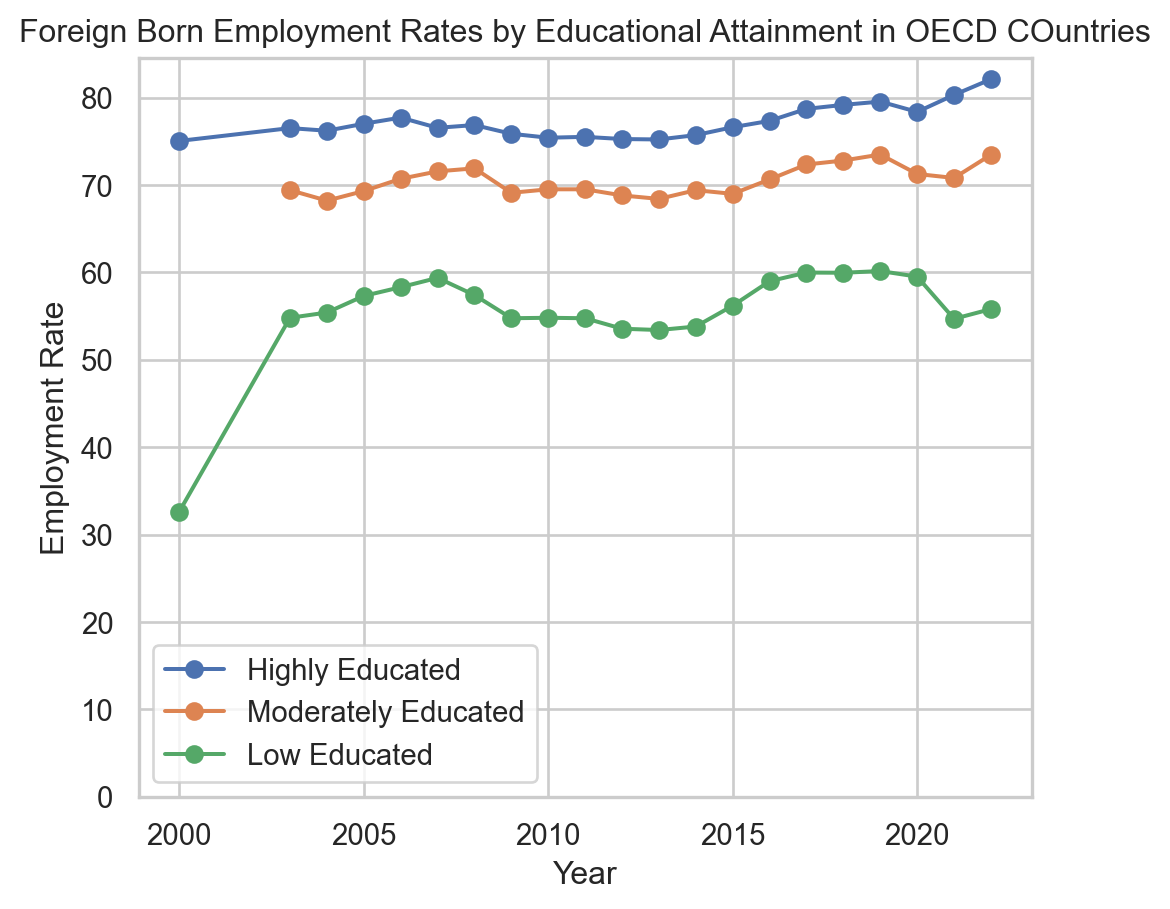 Foreign Born Employment Rates by Educational Attainment in OECD COuntries
80
70
60
50
40
30
20
10
0
Employment Rate
Highly Educated
Moderately Educated
Low Educated
2000 2005 2010 2015 2020
Year